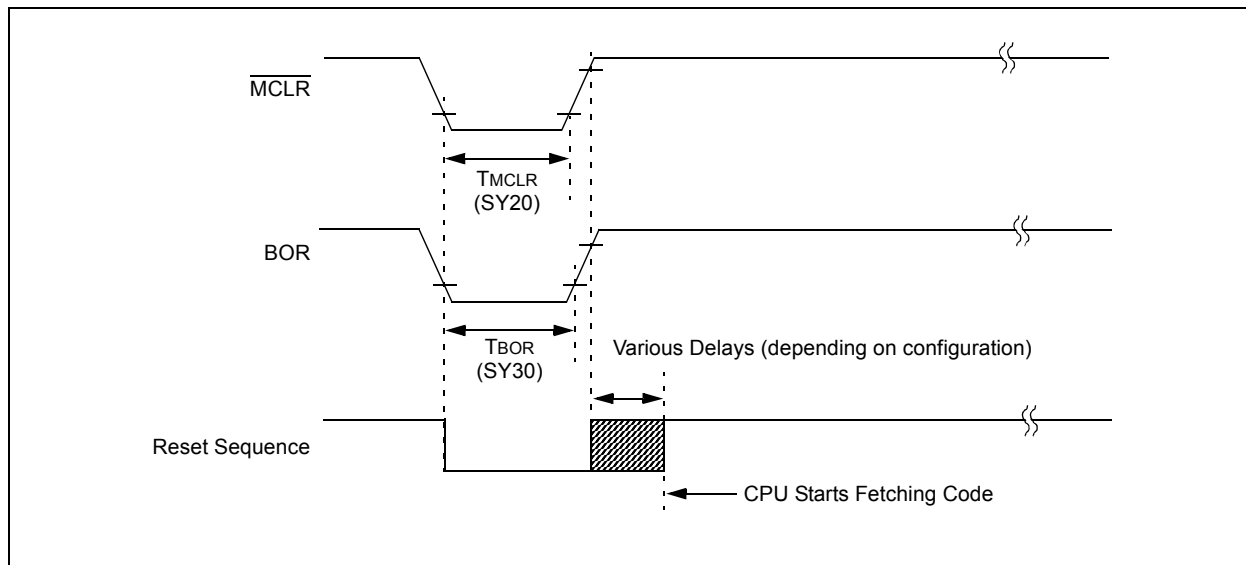 MCLR
TMCLR
(SY20)
BOR
TBOR
(SY30)
Various Delays (depending on configuration)
Reset Sequence
CPU Starts Fetching Code